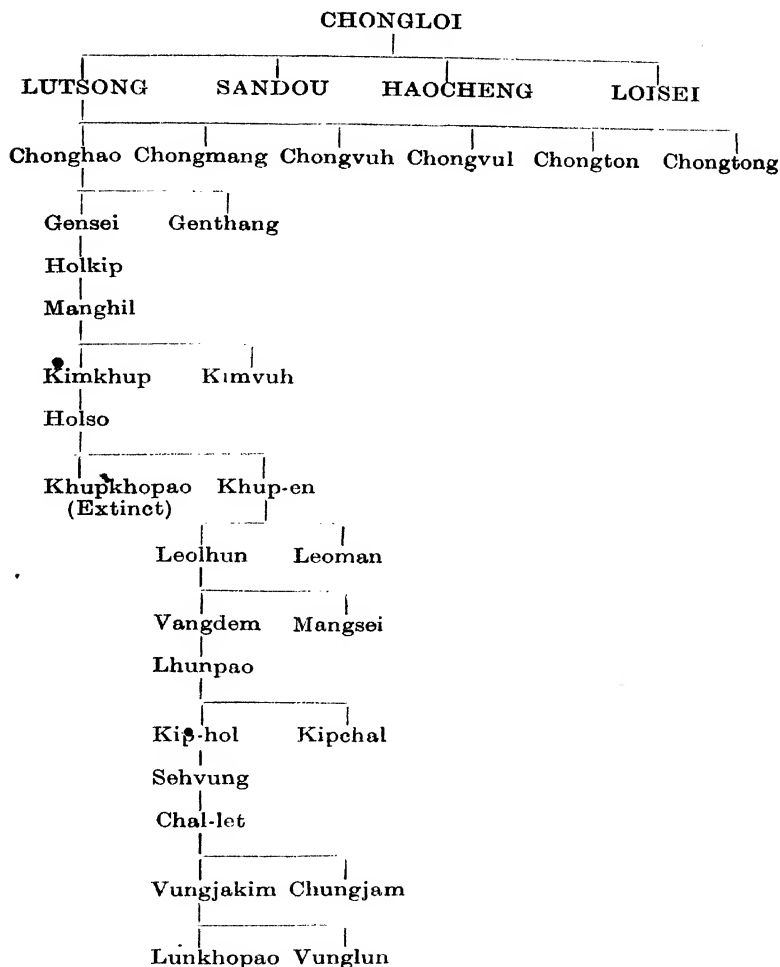 CHONGLOI
LUTSONG SANDOU HAOCHENG LOISEI
Chonghao Chongmang Chongvuh Chongvul Chongton Chongtong
Gensei Genthang
Holkip
Manghil
Kimkhup Kimvuh
Holso
Khupkhopao Khup-en
(Extinct)
Leolhun Leoman
Vangdem Mangsei
Lhunpao
Kip-hol Kipchal
Sehvung
Chal-let
Vungjakim Chungjam
Lunkhopao Vunglun